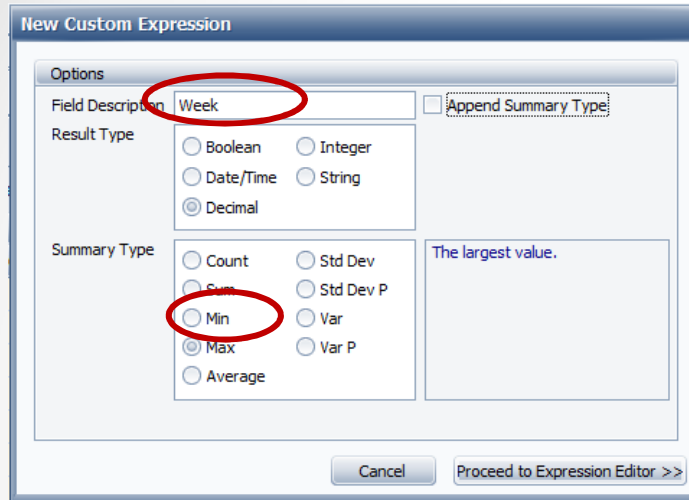 New Custom Expression
Options
Field Description Week Append Summary Type
Result Type
Boolean Integer
Date/Time String
Decimal
Summary Type
Count Std Dev The largest value.
Sum Std Dev P
Min Var
Max Var P
Average
Cancel Proceed to Expression Editor >>